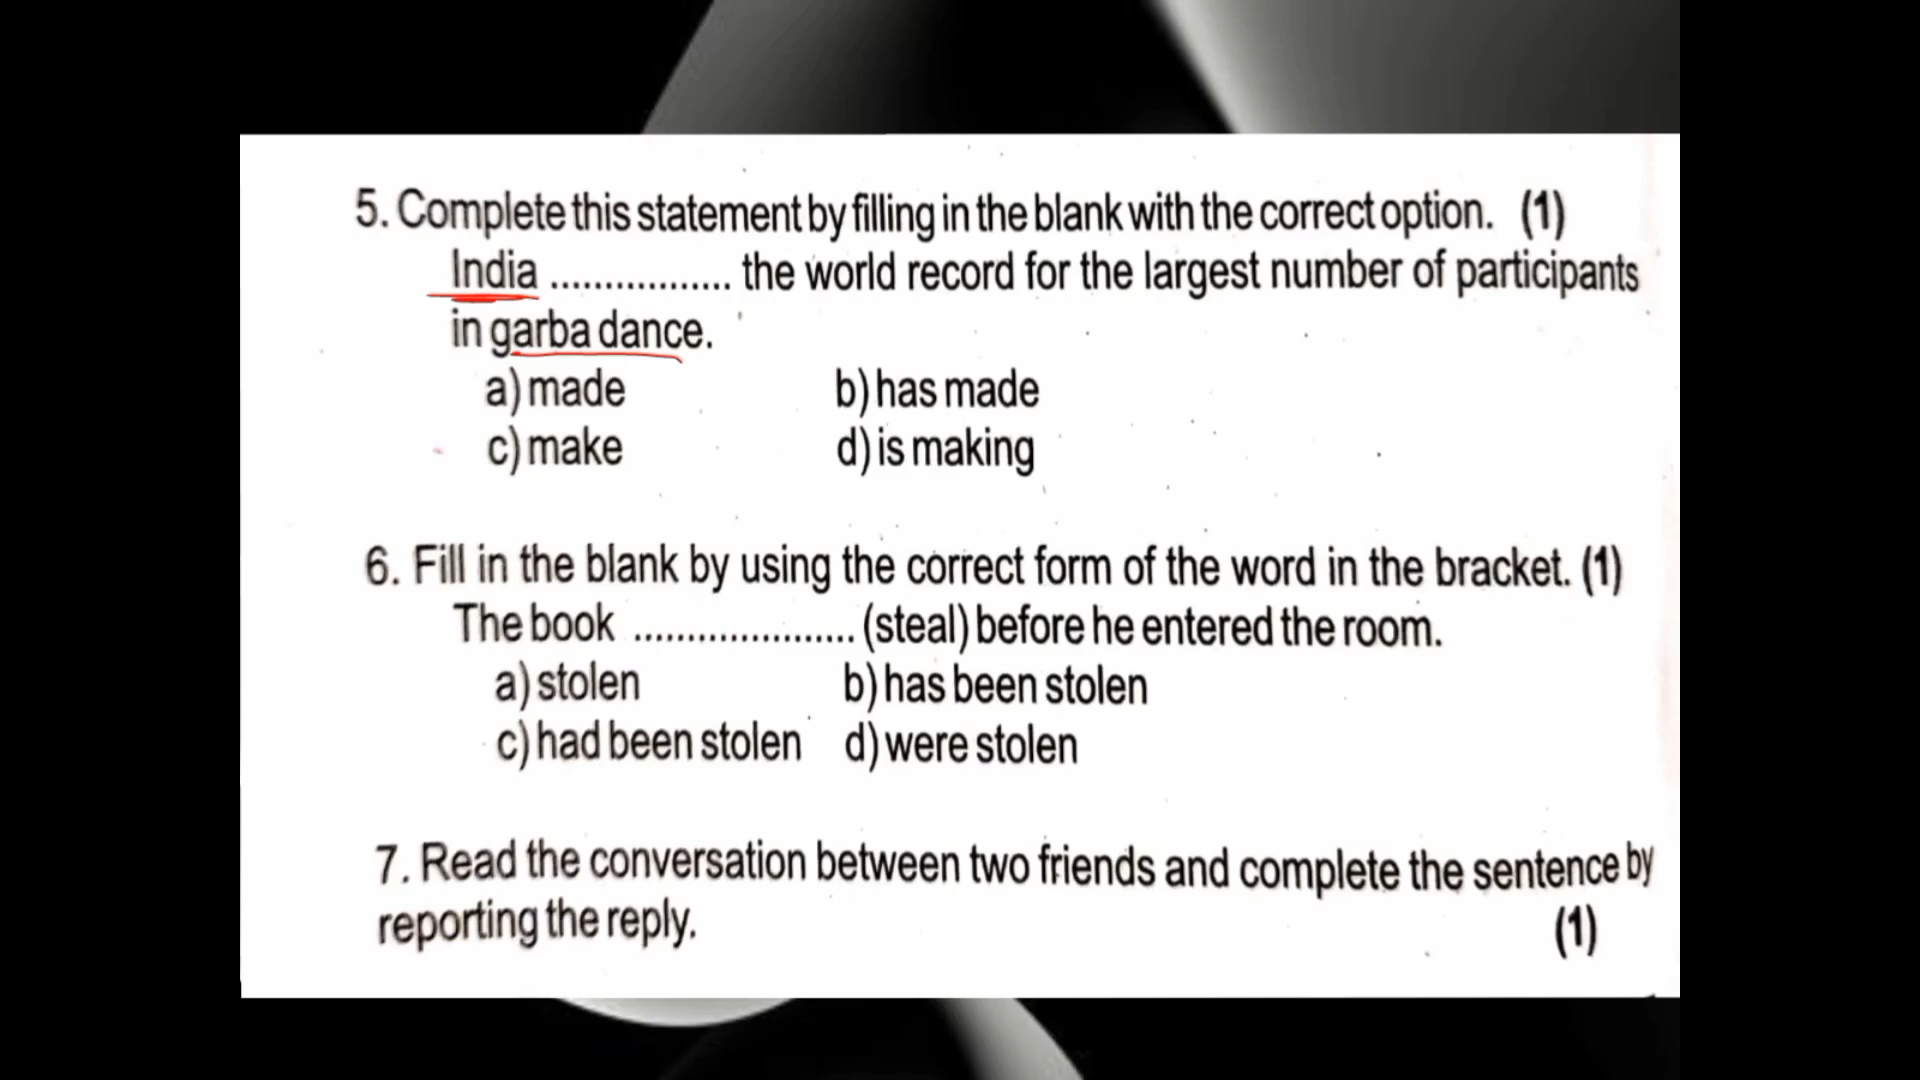 5. Complete this statement by filling in the blank with the correct option. (1)
India ................. the world record for the largest number of participants
in garba dance.
a) made b) has made
c) make d) is making
6. Fill in the blank by using the correct form of the word in the bracket. (1)
The book ..................... (steal) before he entered the room.
a) stolen b) has been stolen
c) had been stolen d) were stolen
7. Read the conversation between two friends and complete the sentence by
reporting the reply. (1)